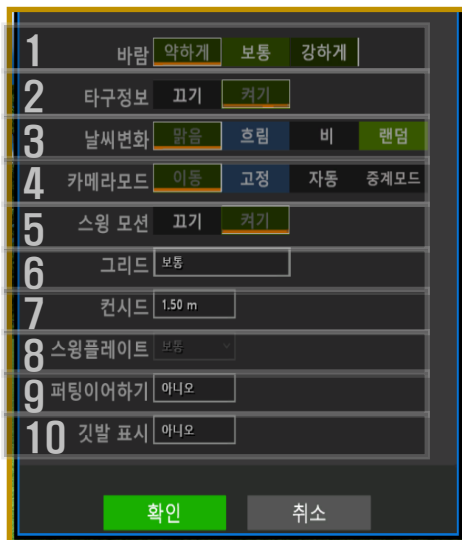 1 바람 약하게 보통 강하게
2 타구정보 끄기 켜기
3 날씨변화 맑음 흐림 비 랜덤
4 카메라모드 이동 고정 자동 중계모드
5 스윙 모션 끄기 켜기
6 그리드 보통
7 컨시드 1.50 m
8 스윙플레이트 보통
9 퍼팅이어하기 아니오
10 깃발 표시 아니오
확인 취소